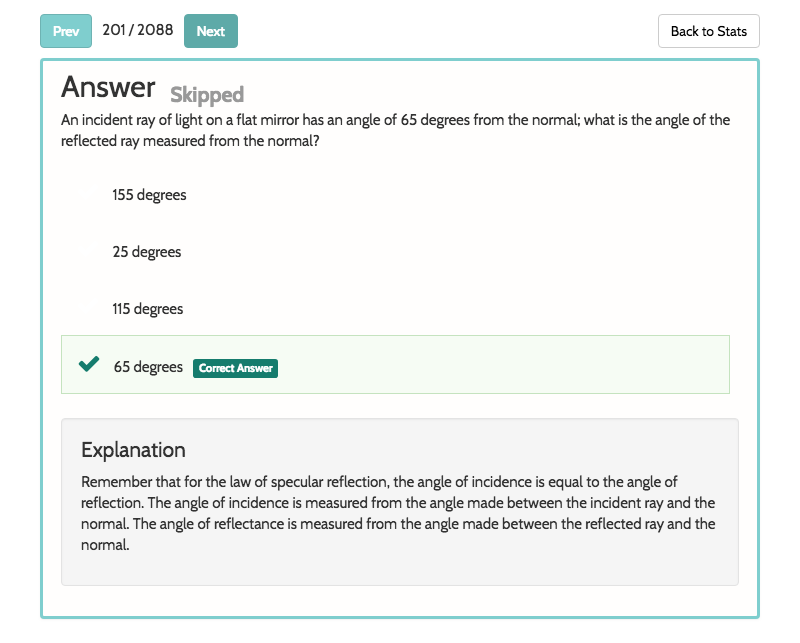 Prev 201 / 2088 Next Back to Stats
Answer Skipped
An incident ray of light on a flat mirror has an angle of 65 degrees from the normal; what is the angle of the
reflected ray measured from the normal?
155 degrees
25 degrees
115 degrees
65 degrees Correct Answer
Explanation
Remember that for the law of specular reflection, the angle of incidence is equal to the angle of
reflection. The angle of incidence is measured from the angle made between the incident ray and the
normal. The angle of reflectance is measured from the angle made between the reflected ray and the
normal.